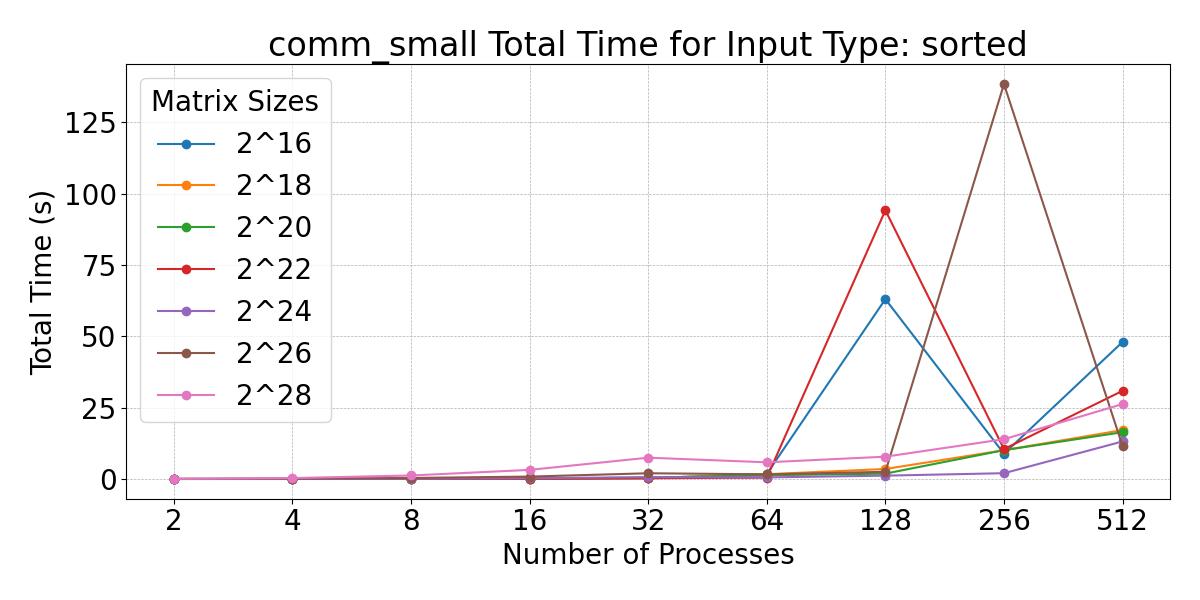 comm_small Total Time for Input Type: sorted
Matrix Sizes
2^16
2^18
2^20
2^22
2^24
2^26
2^28
Total Time (s)
125
100
75
50
25
0
2 4 8 16 32 64 128 256 512
Number of Processes